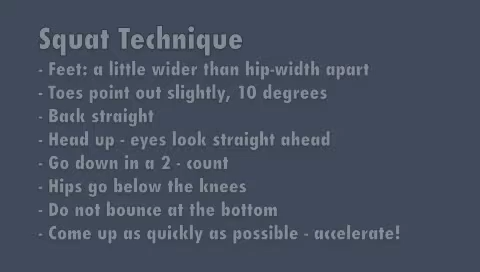 Squat Technique
- Feet: a little wider than hip-width apart
- Toes point out slightly, 10 degrees
- Back straight
- Head up - eyes look straight ahead
- Go down in a 2 - count
- Hips go below the knees
- Do not bounce at the bottom
- Come up as quickly as possible - accelerate!